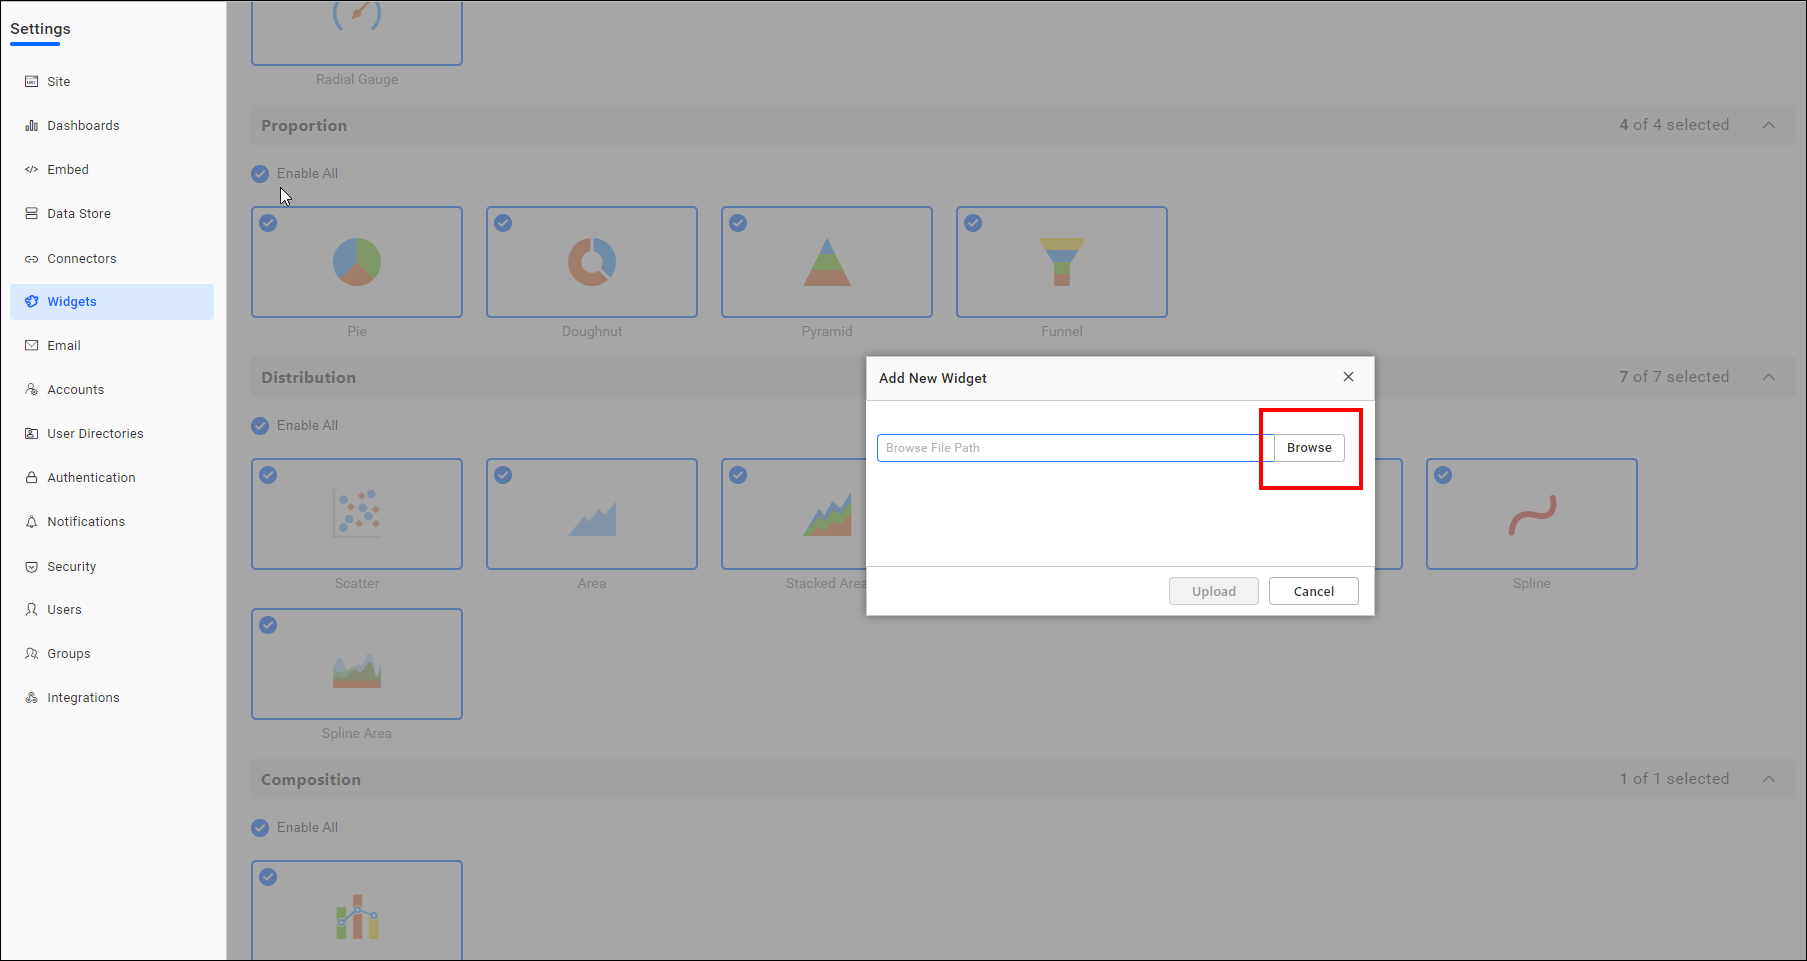 Settings
Site
Dashboards
Embed
Data Store
Connectors
Widgets
Email
Accounts
User Directories
Authentication
Notifications
Security
Users
Groups
Integrations
Radial Gauge
Proportion
4 of 4 selected
Enable All
Pie
Doughnut
Pyramid
Funnel
Distribution
7 of 7 selected
Enable All
Scatter
Area
Stacked Area
Spline
Spline Area
Composition
1 of 1 selected
Enable All
Add New Widget
Browse File Path
Browse
Upload
Cancel